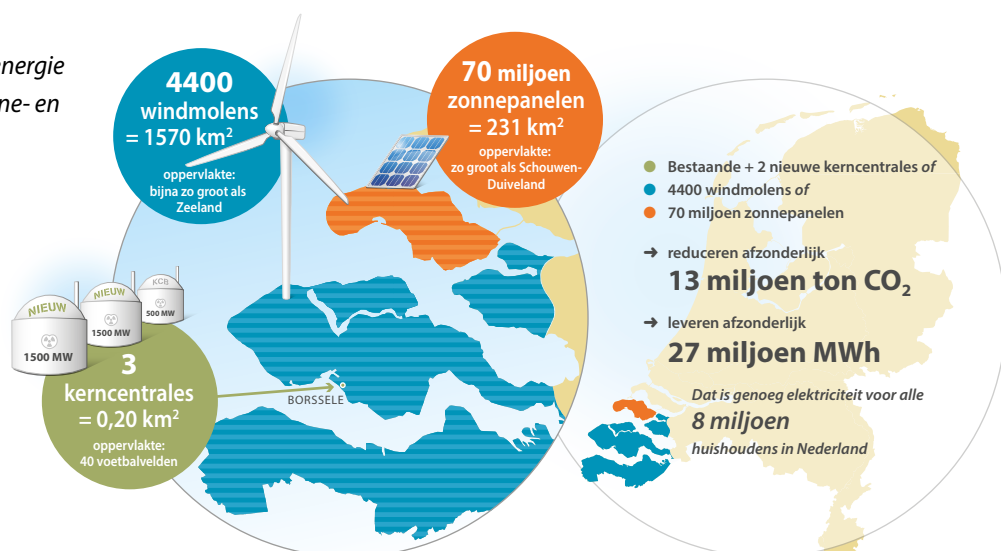 nergie
ne- en
4400
windmolens
= 1570 km²
oppervlakte:
bijna zo groot als
Zeeland
70 miljoen
zonnepanelen
= 231 km²
oppervlakte:
zo groot als Schouwen-
Duiveland
NIEUW
1500 MW
NIEUW
1500 MW
KCB
500 MW
3
kerncentrales
= 0,20 km²
oppervlakte:
40 voetbalvelden
BORSSELE
Bestaande + 2 nieuwe kerncentrales of
4400 windmolens of
70 miljoen zonnepanelen
➔ reduceren afzonderlijk
13 miljoen ton CO₂
➔ leveren afzonderlijk
27 miljoen MWh
Dat is genoeg elektriciteit voor alle
8 miljoen
huishoudens in Nederland